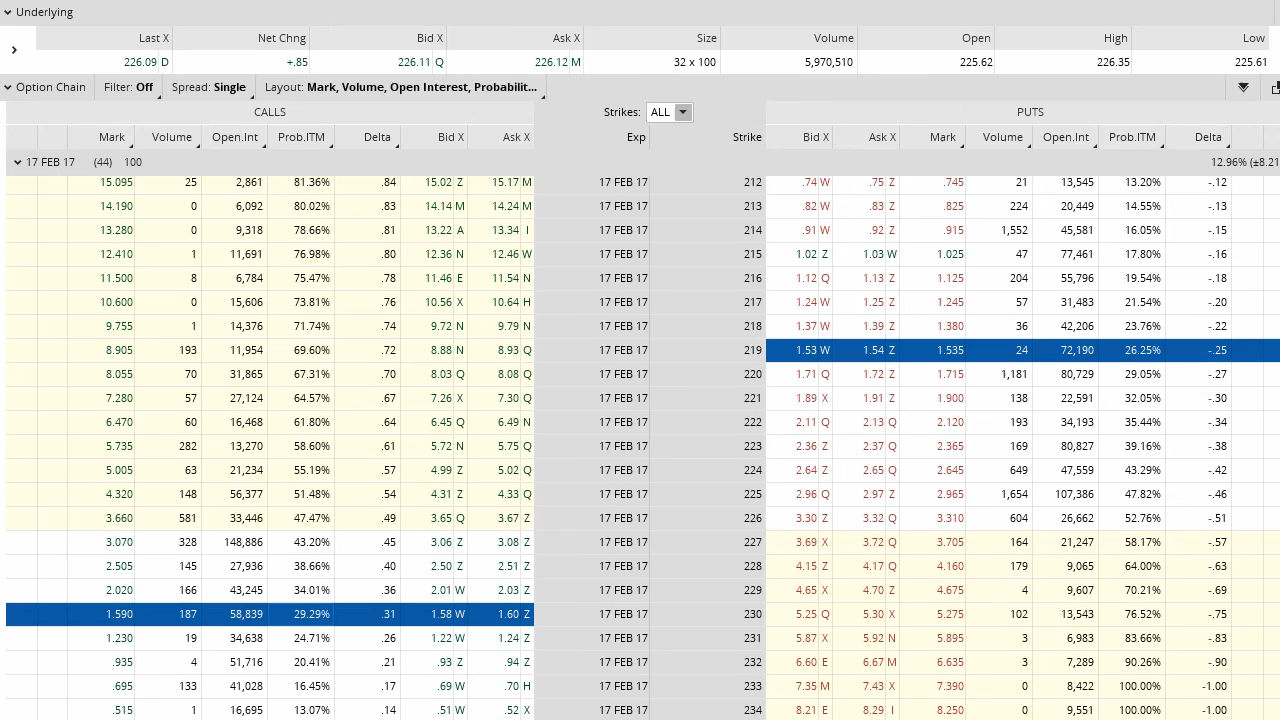 Underlying
Last X Net Chng Bid X Ask X Size Volume Open High Low
226.09 D +.85 226.11 Q 226.12 M 32 x 100 5,970,510 225.62 226.35 225.61
Option Chain Filter: Off Spread: Single Layout: Mark, Volume, Open Interest, Probabilit...
CALLS Strikes: ALL PUTS
Mark Volume Open.Int Prob.ITM Delta Bid X Ask X Exp Strike Bid X Ask X Mark Volume Open.Int Prob.ITM Delta
17 FEB 17 (44) 100 12.96% (±8.21
15.095 25 2,861 81.36% .84 15.02 Z 15.17 M 17 FEB 17 212 .74 W .75 Z .745 21 13,545 13.20% -.12
14.190 0 6,092 80.02% .83 14.14 M 14.24 M 17 FEB 17 213 .82 W .83 Z .825 224 20,449 14.55% -.13
13.280 0 9,318 78.66% .81 13.22 A 13.34 I 17 FEB 17 214 .91 W .92 Z .915 1,552 45,581 16.05% -.15
12.410 1 11,691 76.98% .80 12.36 N 12.46 W 17 FEB 17 215 1.02 Z 1.03 W 1.025 47 77,461 17.80% -.16
11.500 8 6,784 75.47% .78 11.46 E 11.54 N 17 FEB 17 216 1.12 Q 1.13 Z 1.125 204 55,796 19.54% -.18
10.600 0 15,606 73.81% .76 10.56 X 10.64 H 17 FEB 17 217 1.24 W 1.25 Z 1.245 57 31,483 21.54% -.20
9.755 1 14,376 71.74% .74 9.72 N 9.79 N 17 FEB 17 218 1.37 W 1.39 Z 1.380 36 42,206 23.76% -.22
8.905 193 11,954 69.60% .72 8.88 N 8.93 Q 17 FEB 17 219 1.53 W 1.54 Z 1.535 24 72,190 26.25% -.25
8.055 70 31,865 67.31% .70 8.03 Q 8.08 Q 17 FEB 17 220 1.71 Q 1.72 Z 1.715 1,181 80,729 29.05% -.27
7.280 57 27,124 64.57% .67 7.26 X 7.30 Q 17 FEB 17 221 1.89 X 1.91 Z 1.900 138 22,591 32.05% -.30
6.470 60 16,468 61.80% .64 6.45 Q 6.49 N 17 FEB 17 222 2.11 Q 2.13 Q 2.120 193 34,193 35.44% -.34
5.735 282 13,270 58.60% .61 5.72 N 5.75 Q 17 FEB 17 223 2.36 Z 2.37 Q 2.365 169 80,827 39.16% -.38
5.005 63 21,234 55.19% .57 4.99 Z 5.02 Q 17 FEB 17 224 2.64 Z 2.65 Q 2.645 649 47,559 43.29% -.42
4.320 148 56,377 51.48% .54 4.31 Z 4.33 Q 17 FEB 17 225 2.96 Q 2.97 Z 2.965 1,654 107,386 47.82% -.46
3.660 581 33,446 47.47% .49 3.65 Q 3.67 Z 17 FEB 17 226 3.30 Z 3.32 Q 3.310 604 26,662 52.76% -.51
3.070 328 148,886 43.20% .45 3.06 Z 3.08 Z 17 FEB 17 227 3.69 X 3.72 Q 3.705 164 21,247 58.17% -.57
2.505 145 27,936 38.66% .40 2.50 Z 2.51 Z 17 FEB 17 228 4.15 Z 4.17 Q 4.160 179 9,065 64.00% -.63
2.020 166 43,245 34.01% .36 2.01 W 2.03 Z 17 FEB 17 229 4.65 X 4.70 Z 4.675 4 9,607 70.21% -.69
1.590 187 58,839 29.29% .31 1.58 W 1.60 Z 17 FEB 17 230 5.25 Q 5.30 X 5.275 102 13,543 76.52% -.75
1.230 19 34,638 24.71% .26 1.22 W 1.24 Z 17 FEB 17 231 5.87 X 5.92 N 5.895 3 6,983 83.66% -.83
.935 4 51,716 20.41% .21 .93 Z .94 Z 17 FEB 17 232 6.60 E 6.67 M 6.635 3 7,289 90.26% -.90
.695 133 41,028 16.45% .17 .69 W .70 H 17 FEB 17 233 7.35 M 7.43 X 7.390 0 8,422 100.00% -1.00
.515 1 16,695 13.07% .14 .51 W .52 X 17 FEB 17 234 8.21 E 8.29 I 8.250 0 9,551 100.00% -1.00